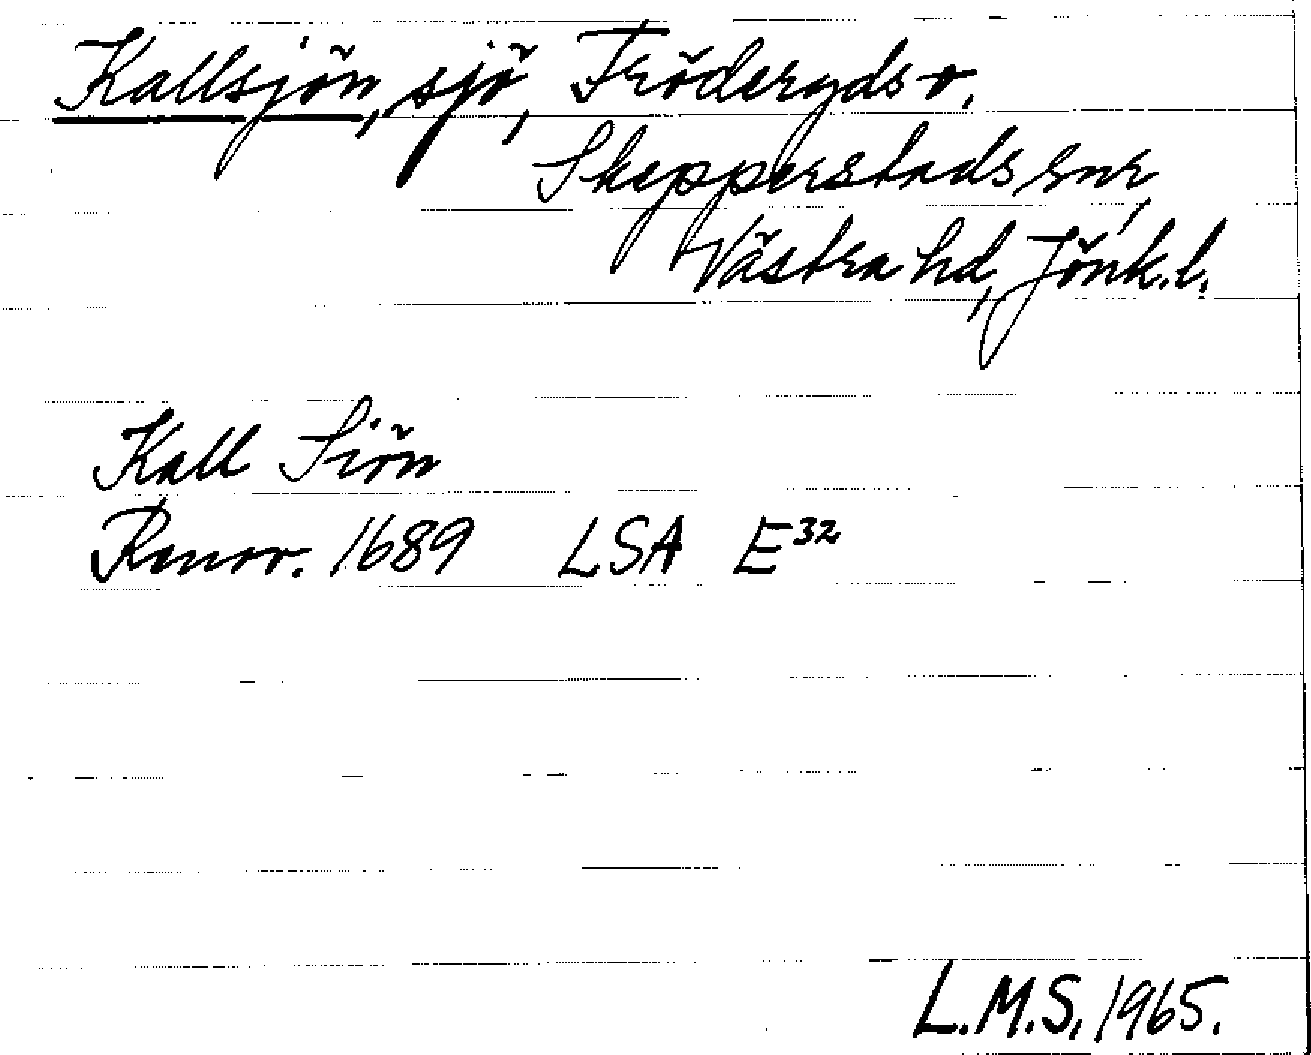 Kallsjön, sjö, Fröderyds o.
Skepperstads snr,
Västra hd, Jönk.l.
Kall Siön
Renov. 1689 LSA E³²
L.M.S. 1965.